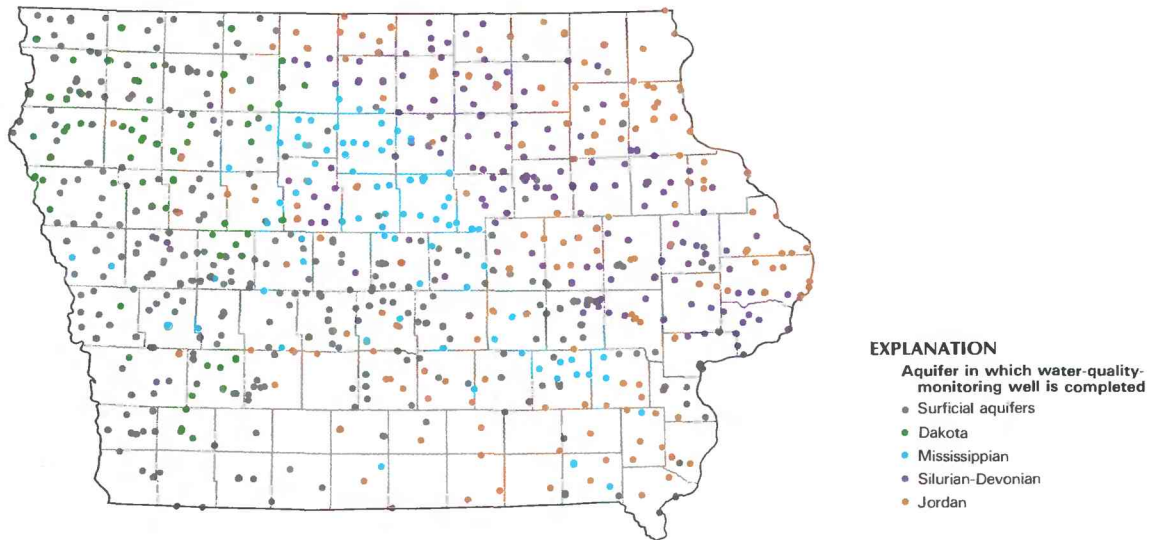 EXPLANATION
Aquifer in which water-quality-
monitoring well is completed
Surficial aquifers
Dakota
Mississippian
Silurian-Devonian
Jordan